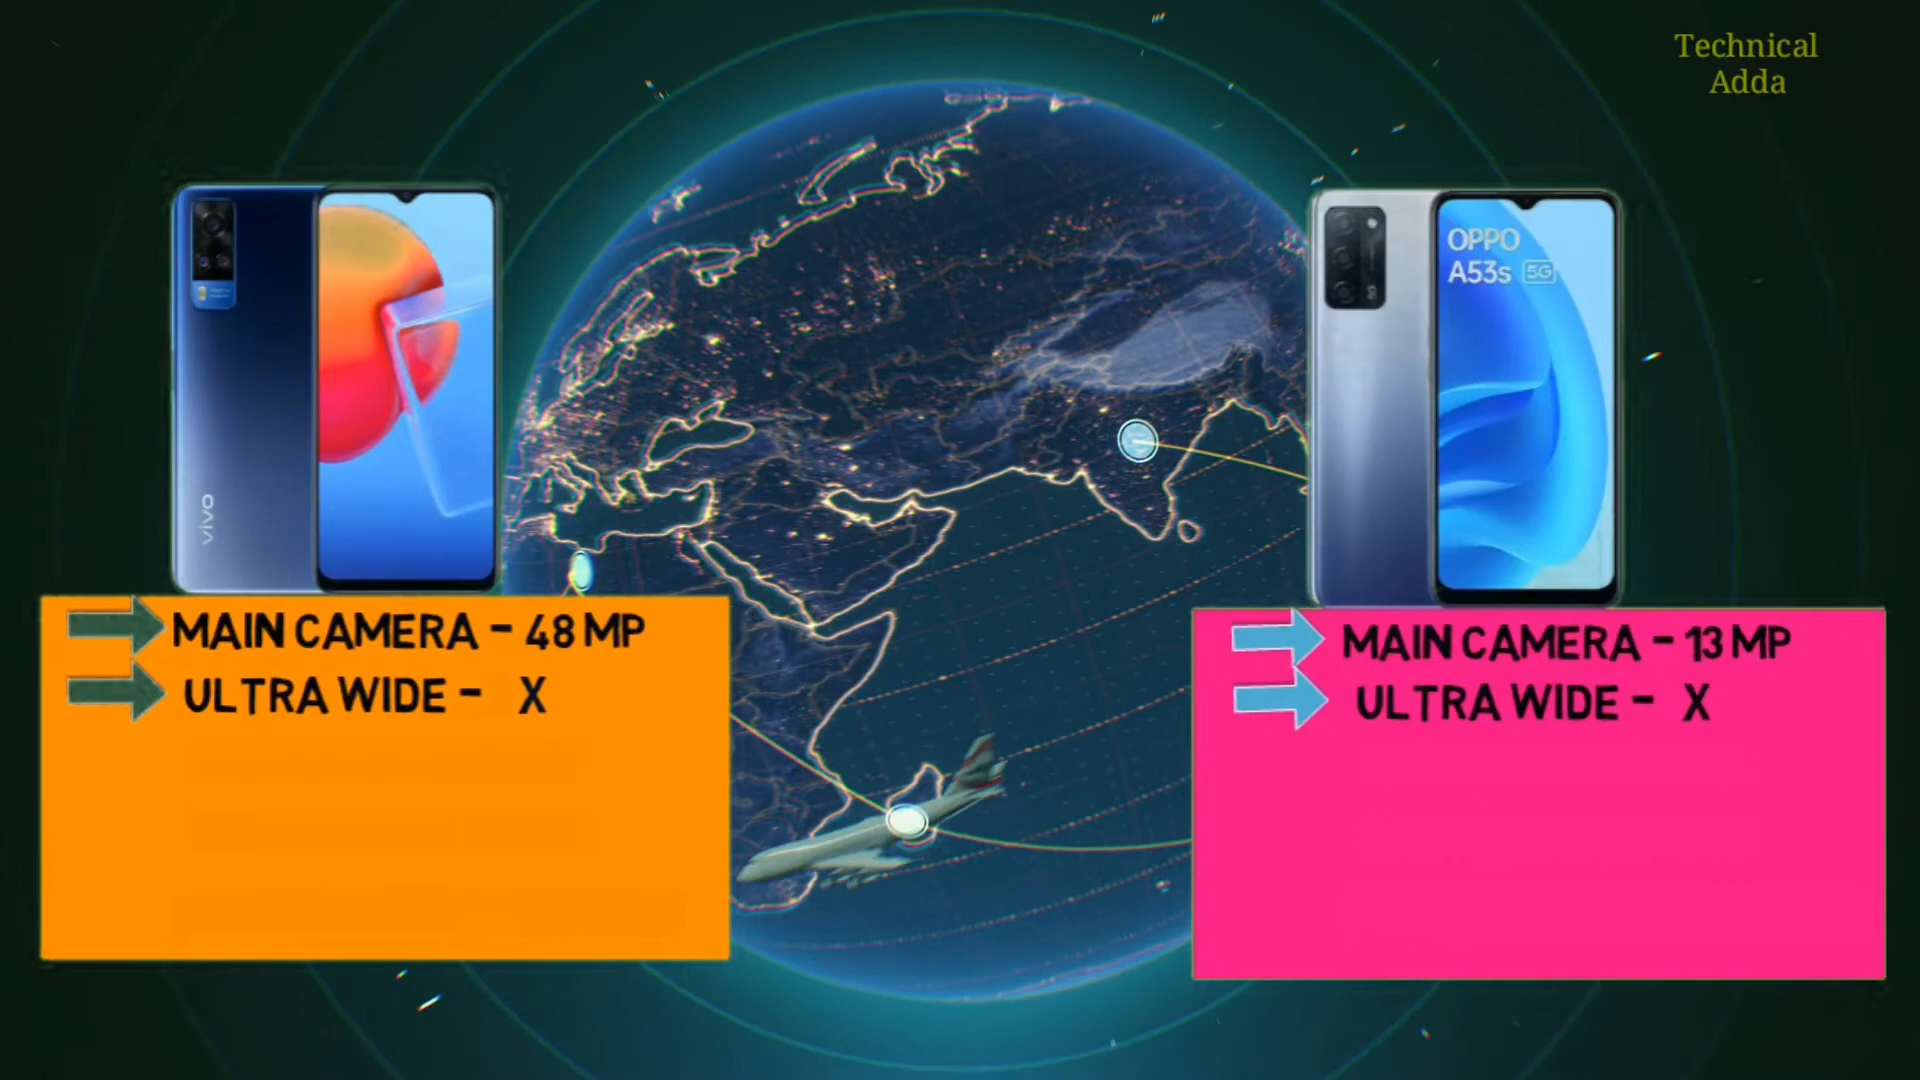 Technical
Adda
vivo
OPPO
A53s 5G
MAIN CAMERA - 48 MP
ULTRA WIDE - X
MAIN CAMERA - 13 MP
ULTRA WIDE - X